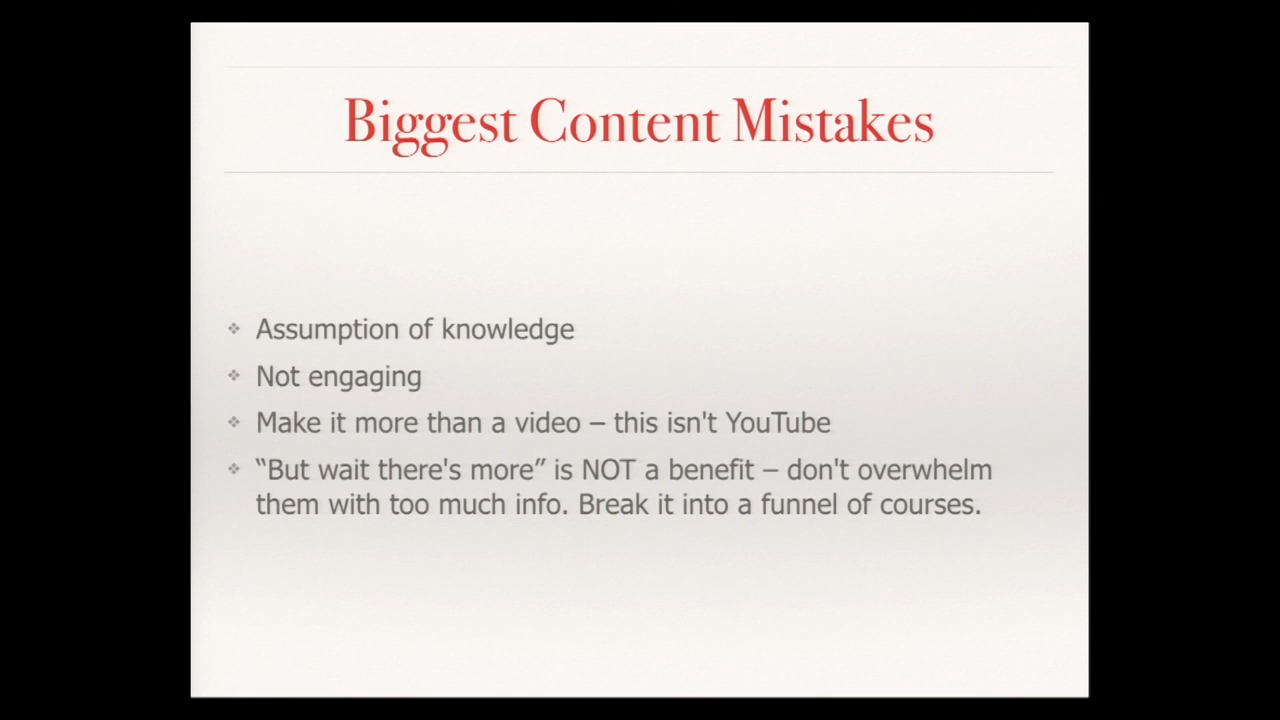 Biggest Content Mistakes
❖ Assumption of knowledge
❖ Not engaging
❖ Make it more than a video – this isn't YouTube
❖ “But wait there's more” is NOT a benefit – don't overwhelm
them with too much info. Break it into a funnel of courses.